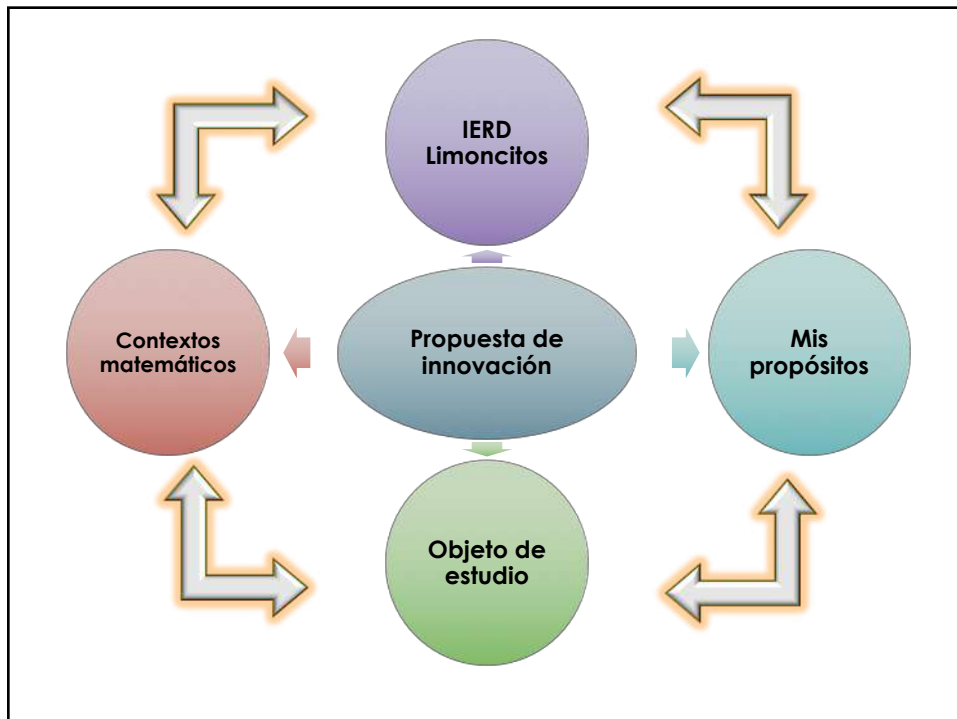 IERD
Limoncitos
Contextos
matemáticos
Propuesta de
innovación
Mis
propósitos
Objeto de
estudio